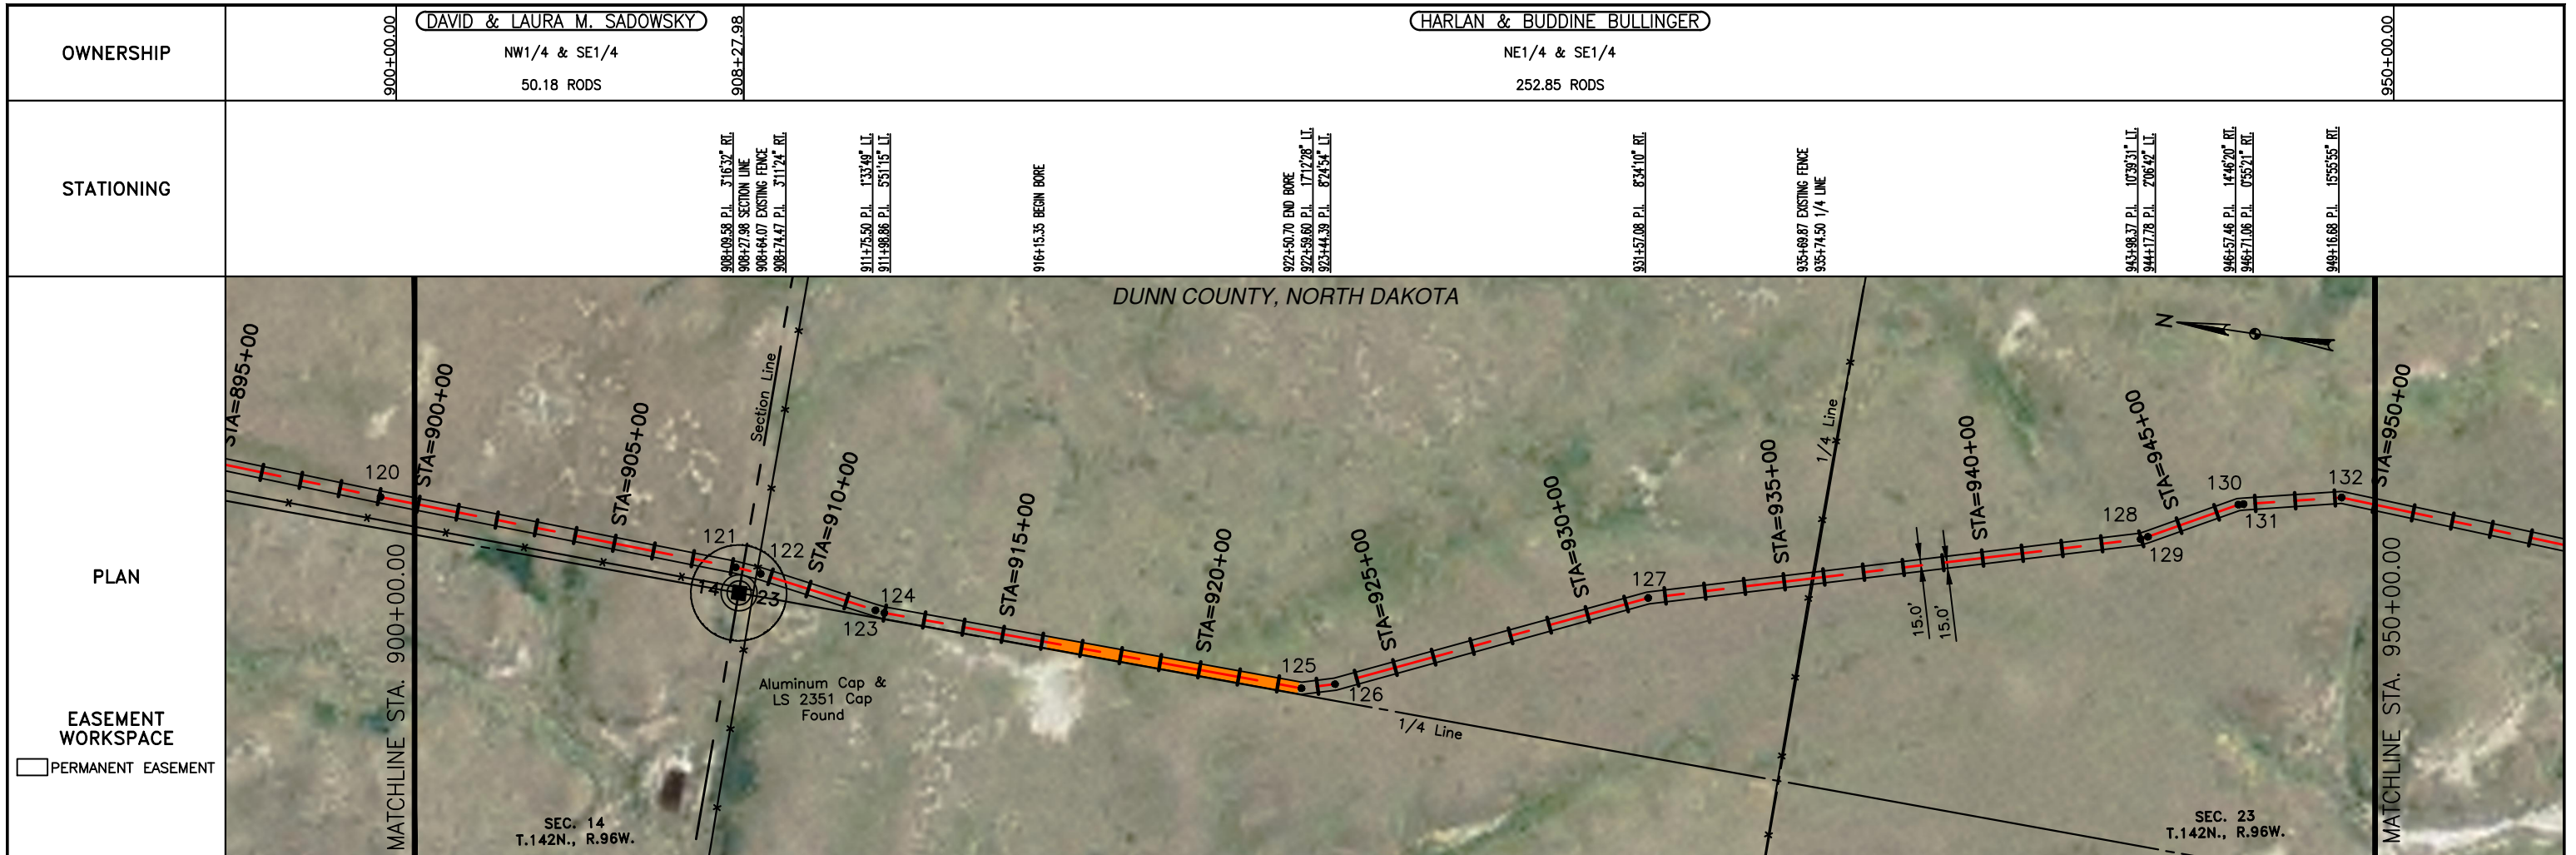 OWNERSHIP
900+00.00
DAVID & LAURA M. SADOWSKY
NW1/4 & SE1/4
50.18 RODS
908+27.98
HARLAN & BUDDINE BULLINGER
NE1/4 & SE1/4
252.85 RODS
950+00.00
STATIONING
908+09.58 P.I. 3°16'32" RT.
908+27.98 SECTION LINE
908+64.07 EXISTING FENCE
908+74.47 P.I. 3°11'24" RT.
911+75.50 P.I. 1°33'49" LT.
911+98.86 P.I. 5°51'15" LT.
916+15.35 BEGIN BORE
922+50.70 END BORE
922+59.60 P.I. 17°12'28" LT.
923+44.39 P.I. 8°24'54" LT.
931+57.08 P.I. 8°34'10" RT.
935+69.87 EXISTING FENCE
935+74.50 1/4 LINE
943+98.37 P.I. 10°39'31" LT.
944+17.78 P.I. 2°06'42" LT.
946+57.46 P.I. 14°46'20" RT.
946+71.06 P.I. 0°55'21" RT.
949+16.68 P.I. 15°55'55" RT.
PLAN
DUNN COUNTY, NORTH DAKOTA
N
STA=895+00
STA=900+00
STA=905+00
STA=910+00
STA=915+00
STA=920+00
STA=925+00
STA=930+00
STA=935+00
STA=940+00
STA=945+00
STA=950+00
120
121
122
123
124
125
126
127
128
129
130
131
132
Section Line
1/4 Line
1/4 Line
14
23
15.0'
15.0'
Aluminum Cap &
LS 2351 Cap
Found
MATCHLINE STA. 900+00.00
MATCHLINE STA. 950+00.00
EASEMENT
WORKSPACE
PERMANENT EASEMENT
SEC. 14
T.142N., R.96W.
SEC. 23
T.142N., R.96W.